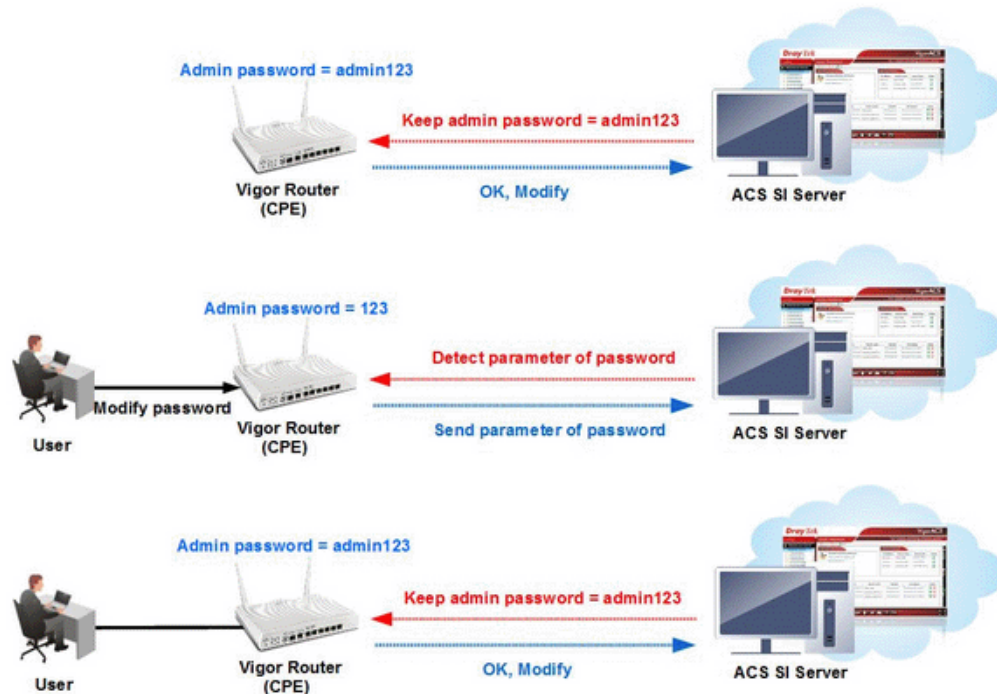 Admin password = admin123
Keep admin password = admin123
OK, Modify
Vigor Router
(CPE)
ACS SI Server
Admin password = 123
Detect parameter of password
Modify password
Send parameter of password
User
Vigor Router
(CPE)
ACS SI Server
Admin password = admin123
Keep admin password = admin123
OK, Modify
User
Vigor Router
(CPE)
ACS SI Server